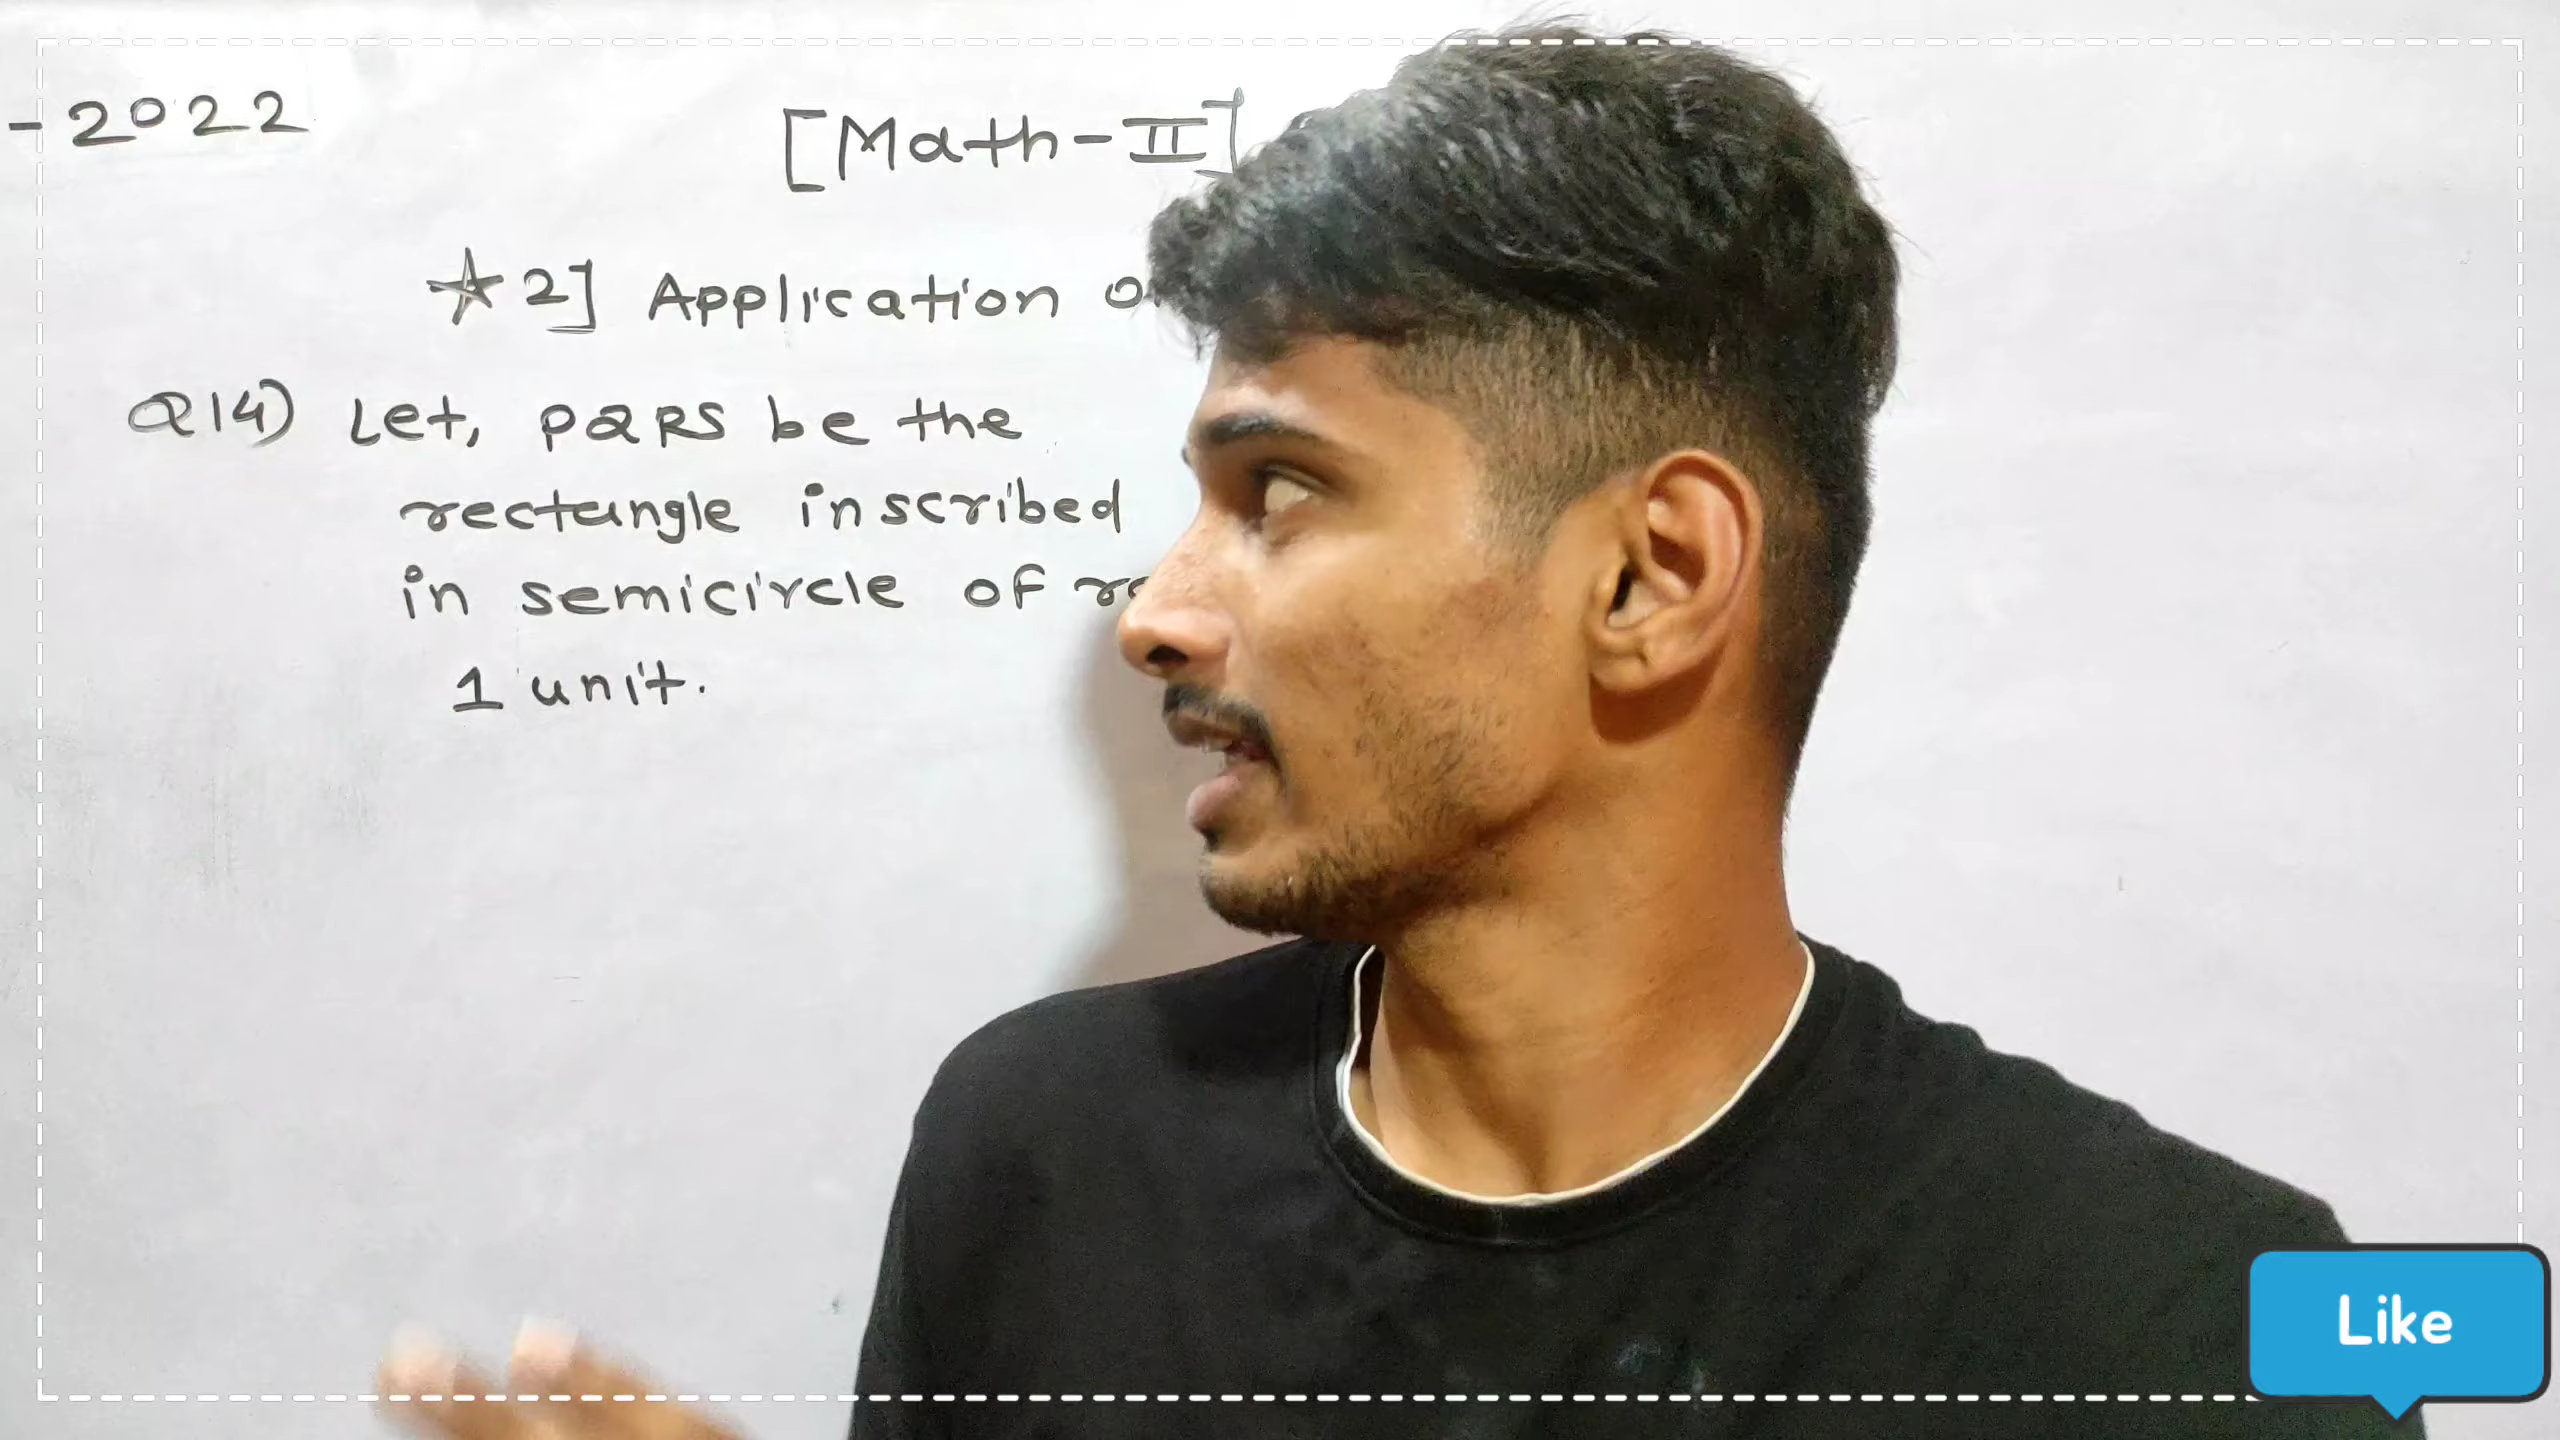 - 2022
[Math-II]
☆ 2] Application
Q14) Let, PQRS be the
rectangle inscribed
in semicircle of
1 unit.
Like